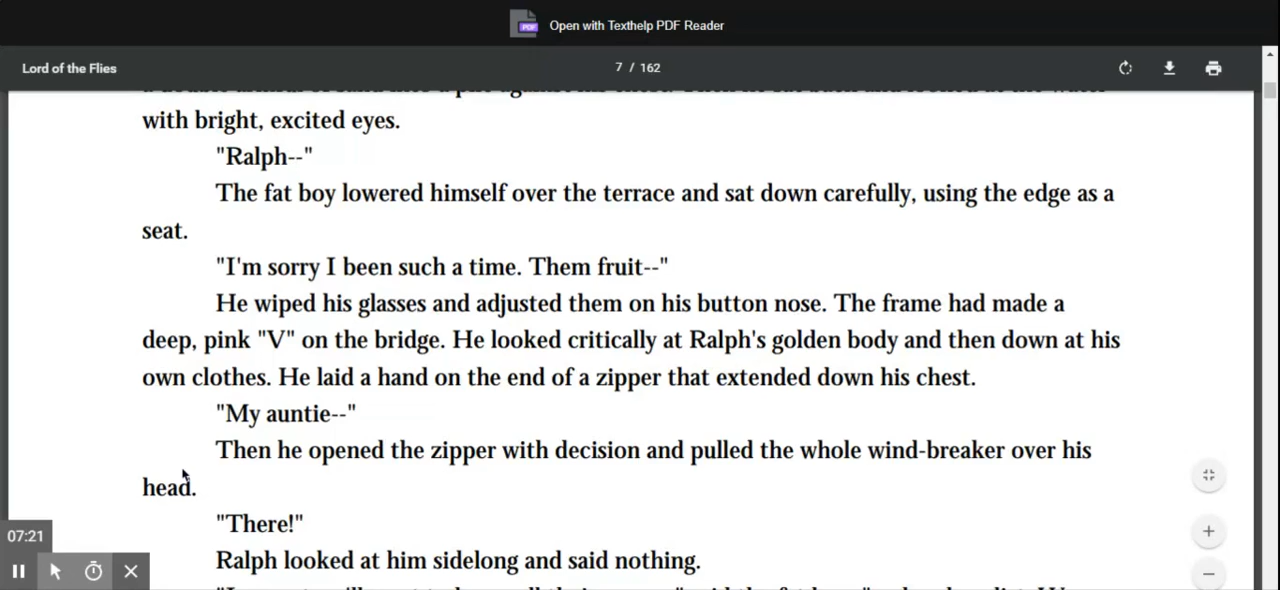 PDF
Open with Texthelp PDF Reader
Lord of the Flies
7 / 162
with bright, excited eyes.
"Ralph--"
The fat boy lowered himself over the terrace and sat down carefully, using the edge as a
seat.
"I'm sorry I been such a time. Them fruit--"
He wiped his glasses and adjusted them on his button nose. The frame had made a
deep, pink "V" on the bridge. He looked critically at Ralph's golden body and then down at his
own clothes. He laid a hand on the end of a zipper that extended down his chest.
"My auntie--"
Then he opened the zipper with decision and pulled the whole wind-breaker over his
head.
"There!"
Ralph looked at him sidelong and said nothing.
07:21